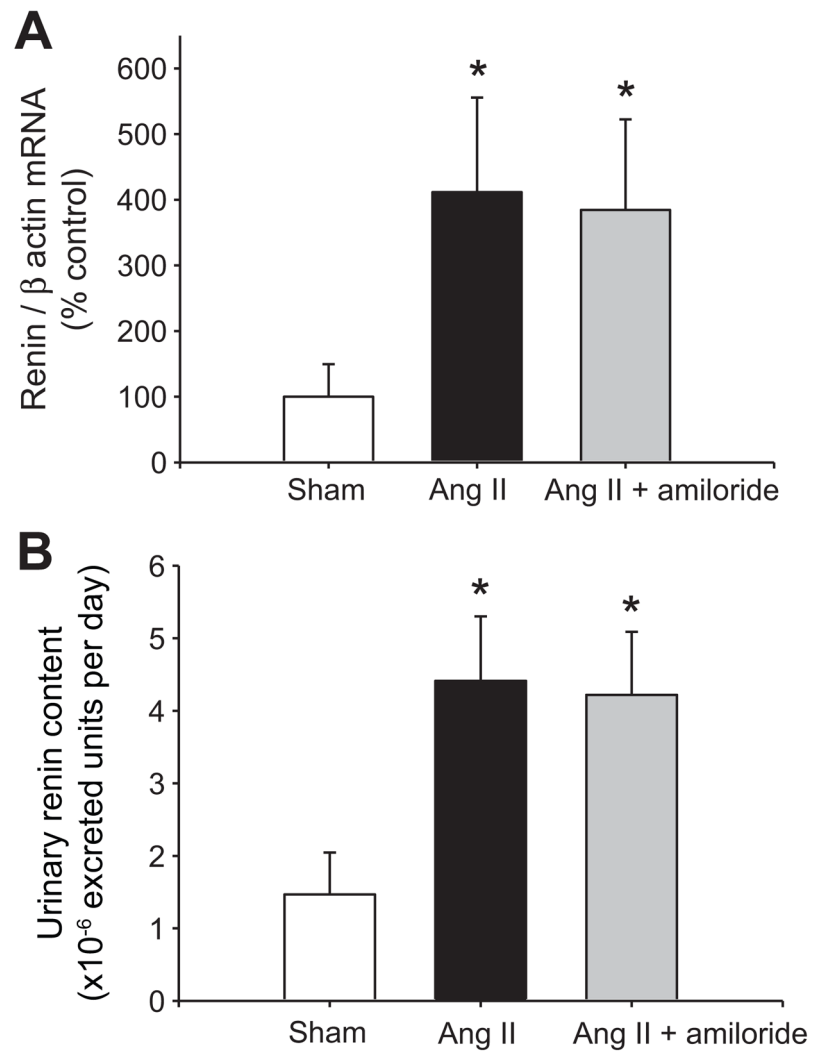 A
Renin / β actin mRNA
(% control)
600
500
400
300
200
100
0
*
*
Sham
Ang II
Ang II + amiloride
B
Urinary renin content
(x10⁻⁶ excreted units per day)
6
5
4
3
2
1
0
*
*
Sham
Ang II
Ang II + amiloride